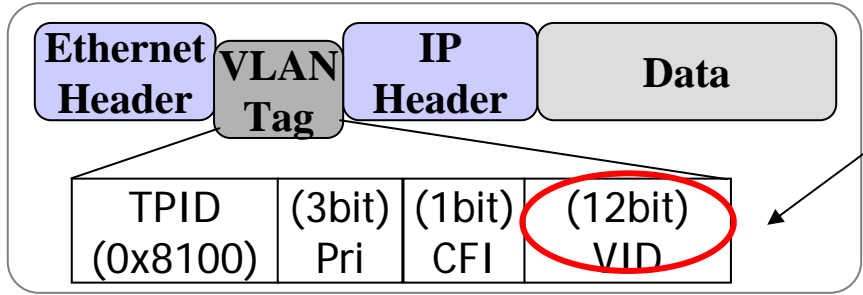 Ethernet
Header
VLAN
Tag
IP
Header
Data
TPID
(0x8100)
(3bit)
Pri
(1bit)
CFI
(12bit)
VID